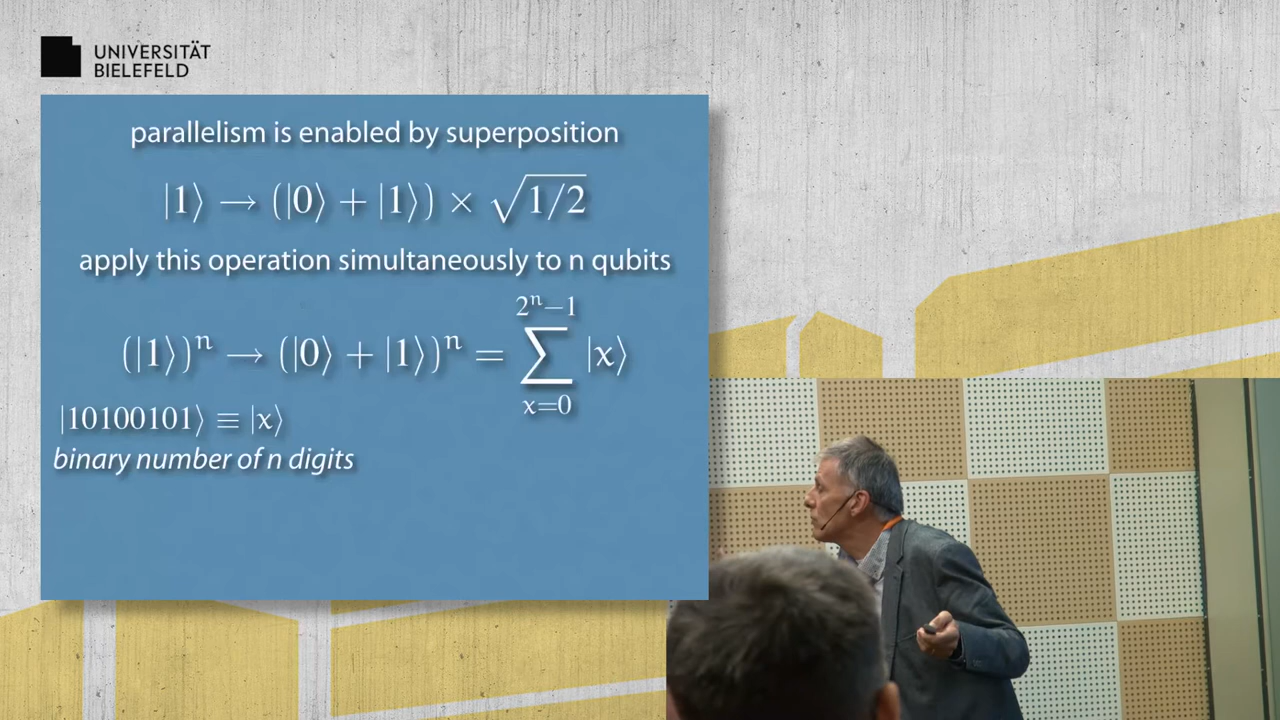 UNIVERSITÄT
BIELEFELD
parallelism is enabled by superposition
|1⟩ → (|0⟩ + |1⟩) × √1/2
apply this operation simultaneously to n qubits
(|1⟩)ⁿ → (|0⟩ + |1⟩)ⁿ = ∑_{x=0}^{2ⁿ−1} |x⟩
|10100101⟩ ≡ |x⟩
binary number of n digits